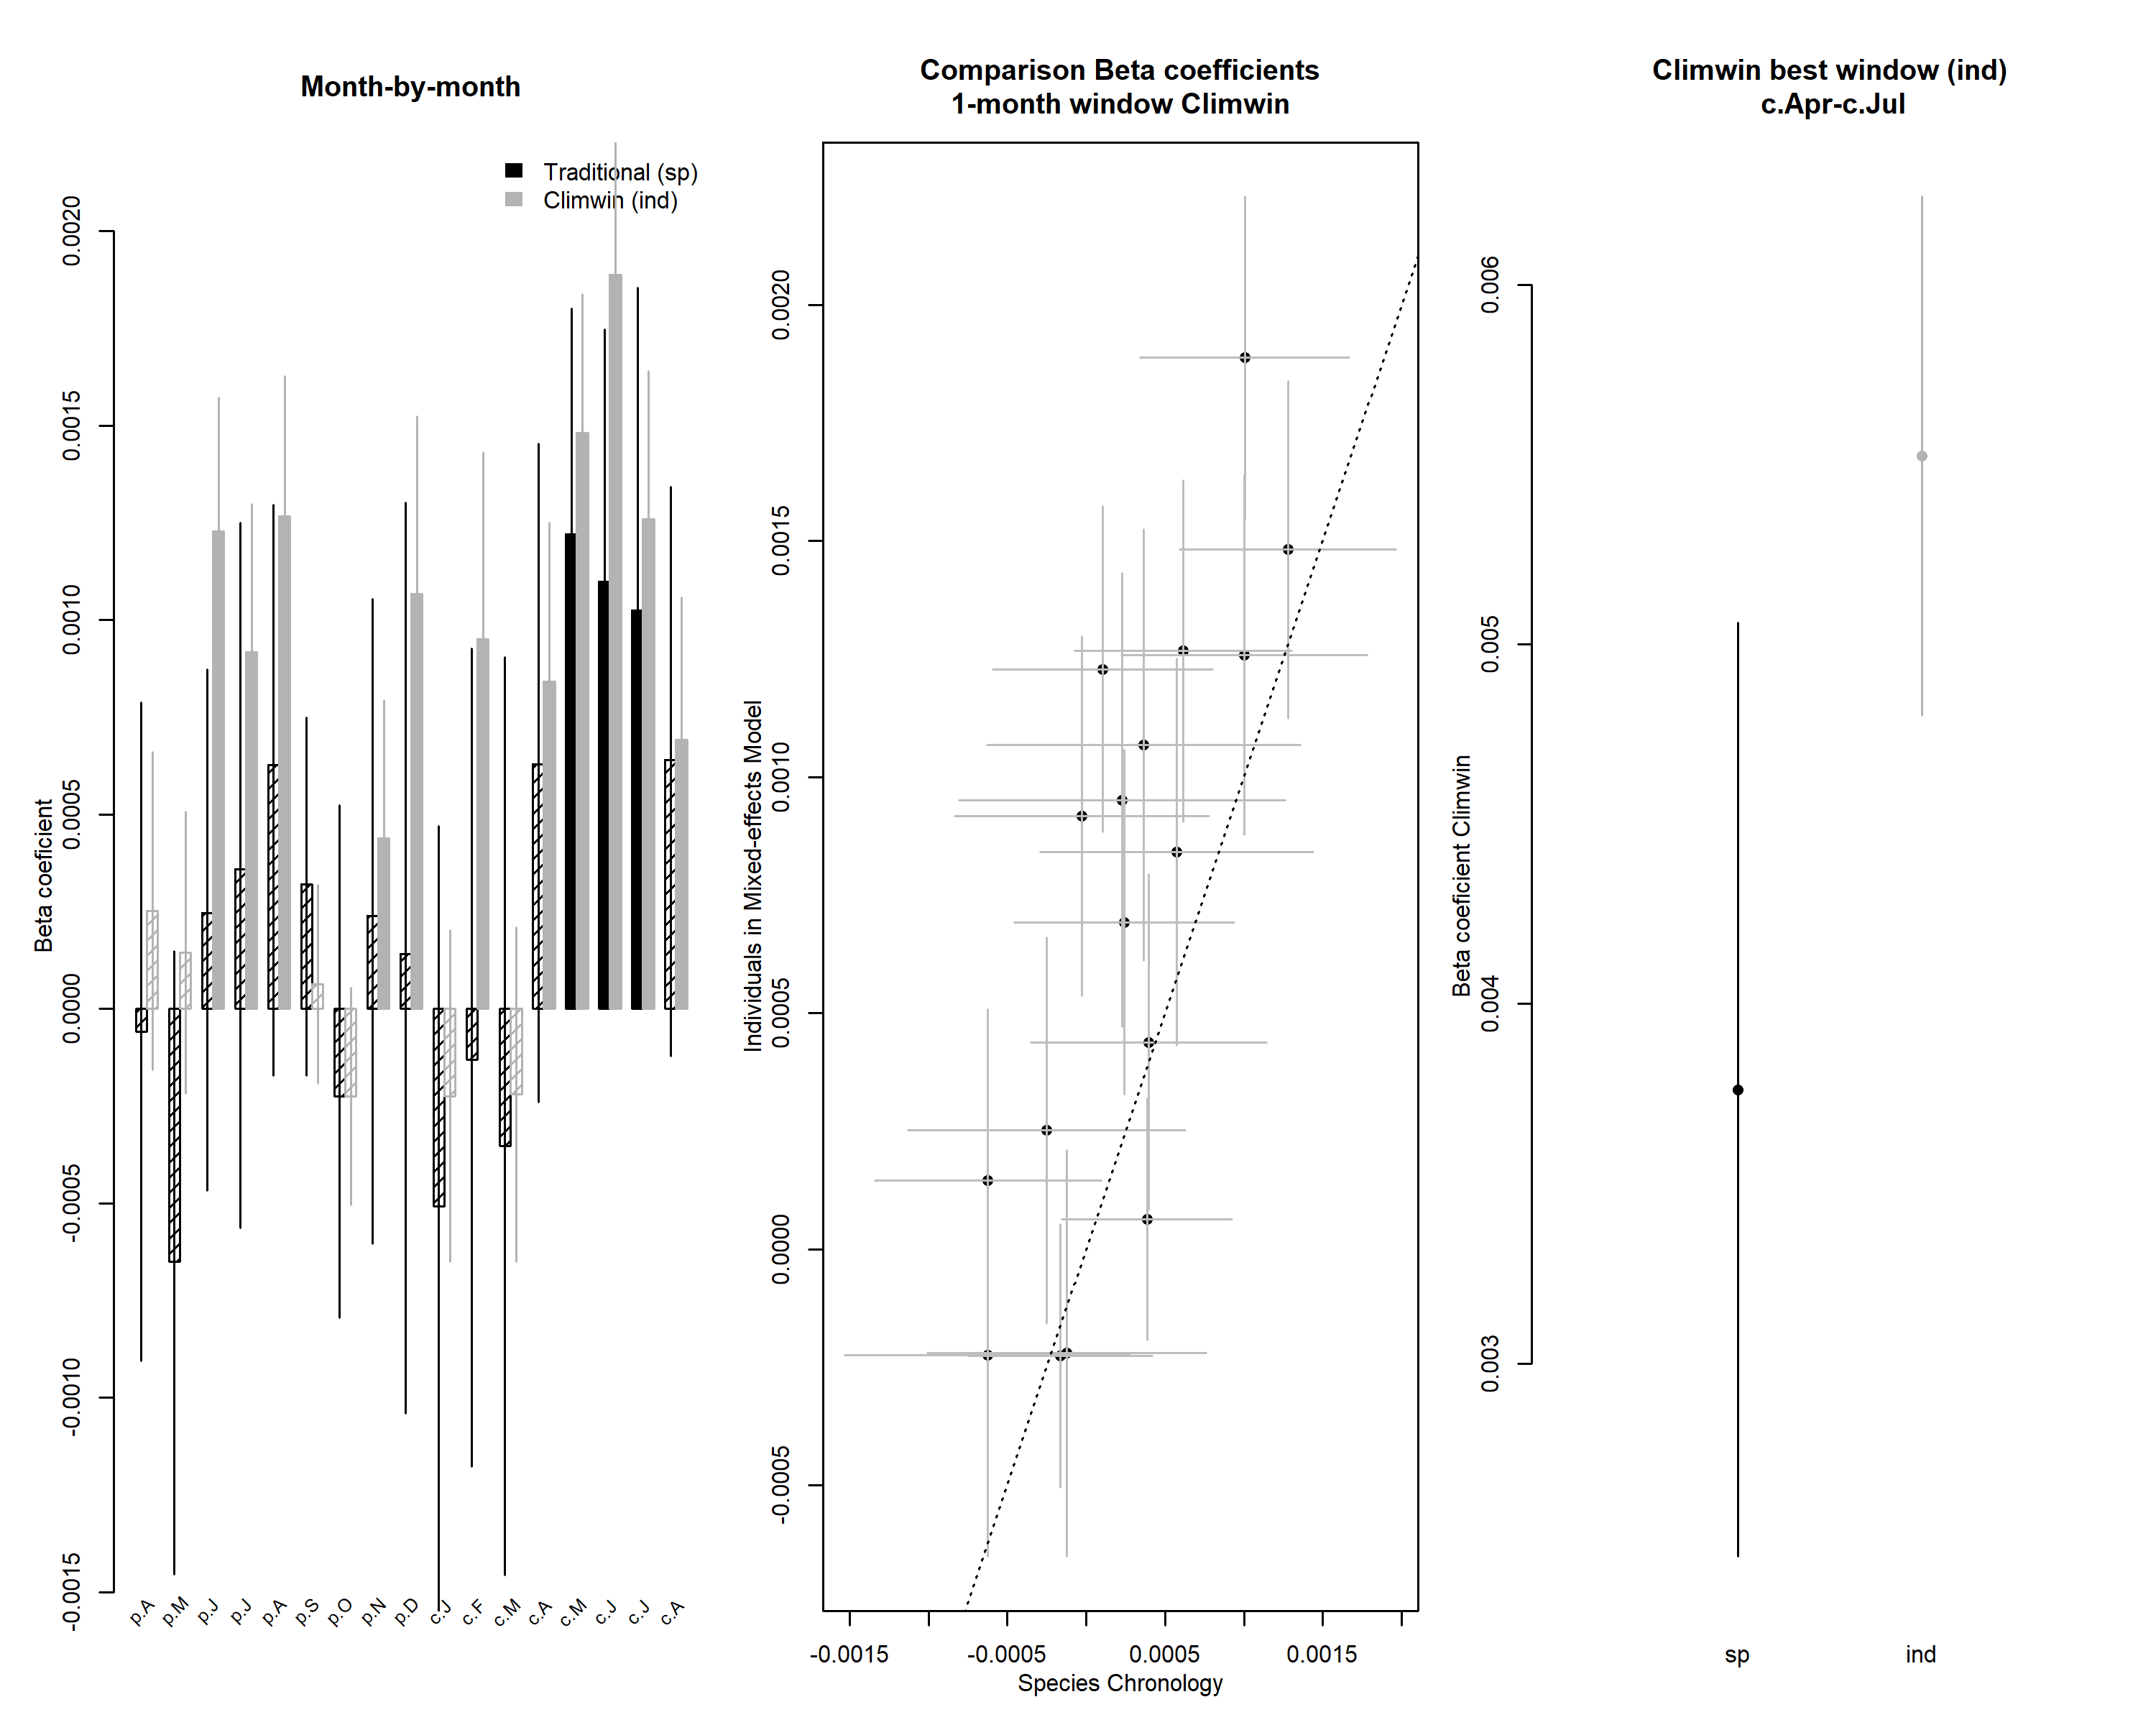 Month-by-month
Traditional (sp)
Climwin (ind)
Beta coeficient
0.0020
0.0015
0.0010
0.0005
0.0000
-0.0005
-0.0010
-0.0015
p.A
p.M
p.J
p.J
p.A
p.S
p.O
p.N
p.D
c.J
c.F
c.M
c.A
c.M
c.J
c.J
c.A
Comparison Beta coefficients
1-month window Climwin
Individuals in Mixed-effects Model
0.0020
0.0015
0.0010
0.0005
0.0000
-0.0005
-0.0015
-0.0005
0.0005
0.0015
Species Chronology
Climwin best window (ind)
c.Apr-c.Jul
Beta coeficient Climwin
0.006
0.005
0.004
0.003
sp
ind